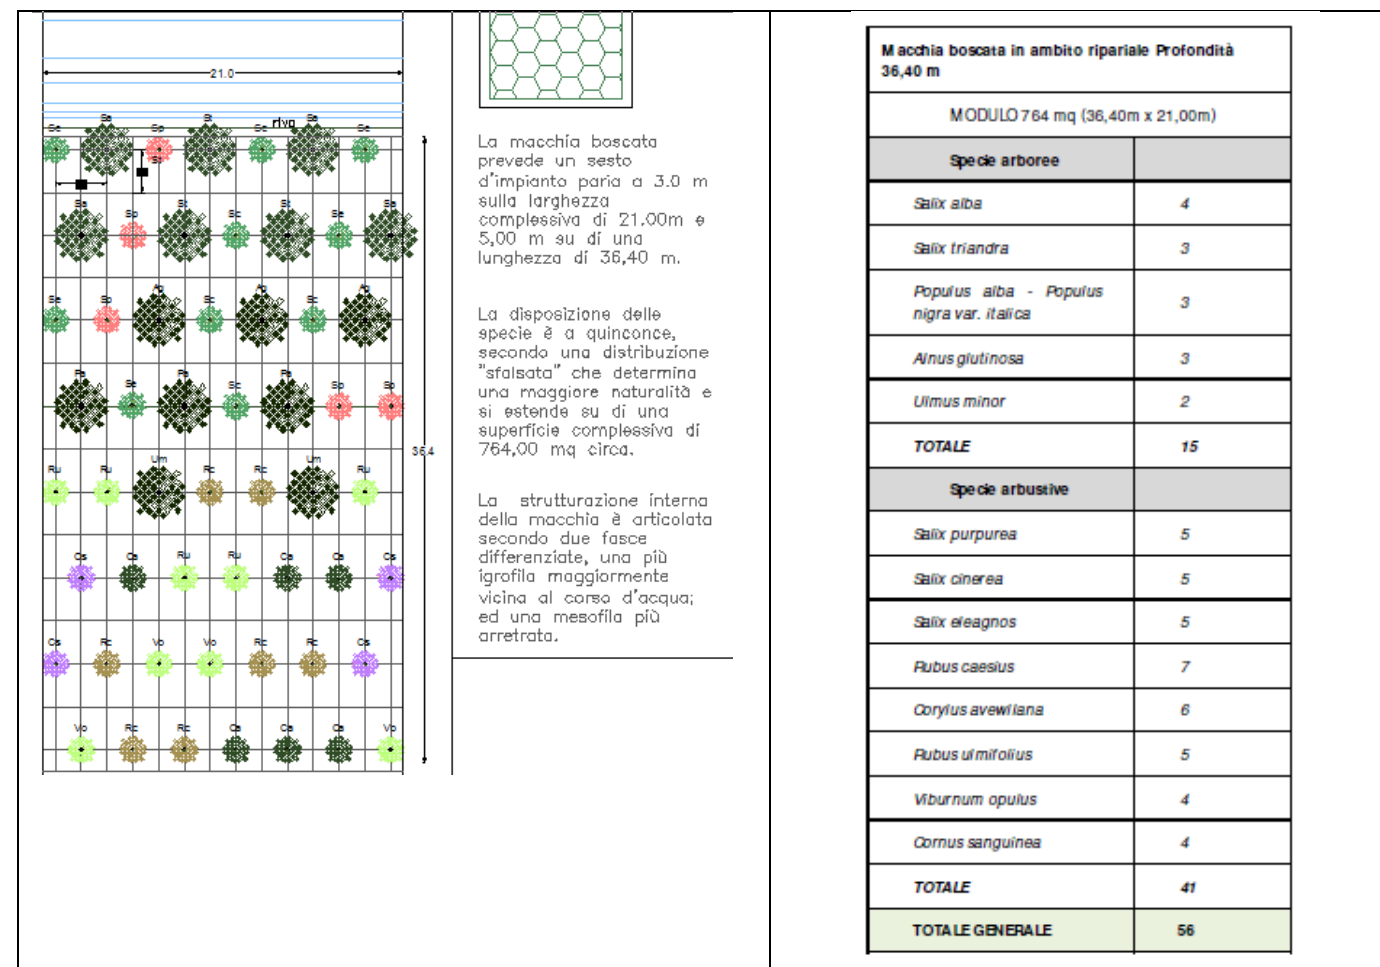 21.0
riva
Se Sa Sp St Sc Sa Se
St
Sa Sp St Sc St Se Sa
Se Sp Ag Sc Ag Sc Ag
Pa Se Pa Sc Pa Sp Sp
36,4
Ru Ru Um Rc Rc Um Ru
Cs Ca Ru Ru Ca Ca Cs
Cs Rc Vo Vo Rc Rc Cs
Vo Rc Rc Ca Ca Ca Vo
La macchia boscata
prevede un sesto
d'impianto paria a 3.0 m
sulla larghezza
complessiva di 21.00m e
5,00 m su di una
lunghezza di 36,40 m.
La disposizione delle
specie è a quinconce,
secondo una distribuzione
"sfalsata" che determina
una maggiore naturalità e
si estende su di una
superficie complessiva di
764,00 mq circa.
La strutturazione interna
della macchia è articolata
secondo due fasce
differenziate, una più
igrofila maggiormente
vicina al corso d'acqua;
ed una mesofila più
arretrata.
Macchia boscata in ambito ripariale Profondità
36,40 m
MODULO 764 mq (36,40m x 21,00m)
Specie arboree
Salix alba 4
Salix triandra 3
Populus alba - Populus
nigra var. italica 3
Alnus glutinosa 3
Ulmus minor 2
TOTALE 15
Specie arbustive
Salix purpurea 5
Salix cinerea 5
Salix eleagnos 5
Rubus caesius 7
Corylus avewllana 6
Rubus ulmifolius 5
Viburnum opulus 4
Cornus sanguinea 4
TOTALE 41
TOTALE GENERALE 56